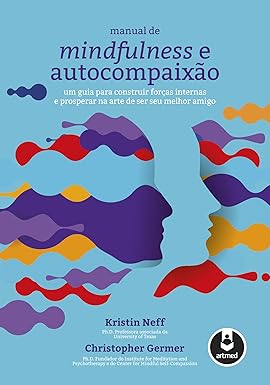 manual de
mindfulness e
autocompaixão
um guia para construir forças internas
e prosperar na arte de ser seu melhor amigo
Kristin Neff
Ph.D. Professora associada da
University of Texas
Christopher Germer
Ph.D. Fundador do Institute for Meditation and
Psychotherapy e do Center for Mindful Self-Compassion
artmed